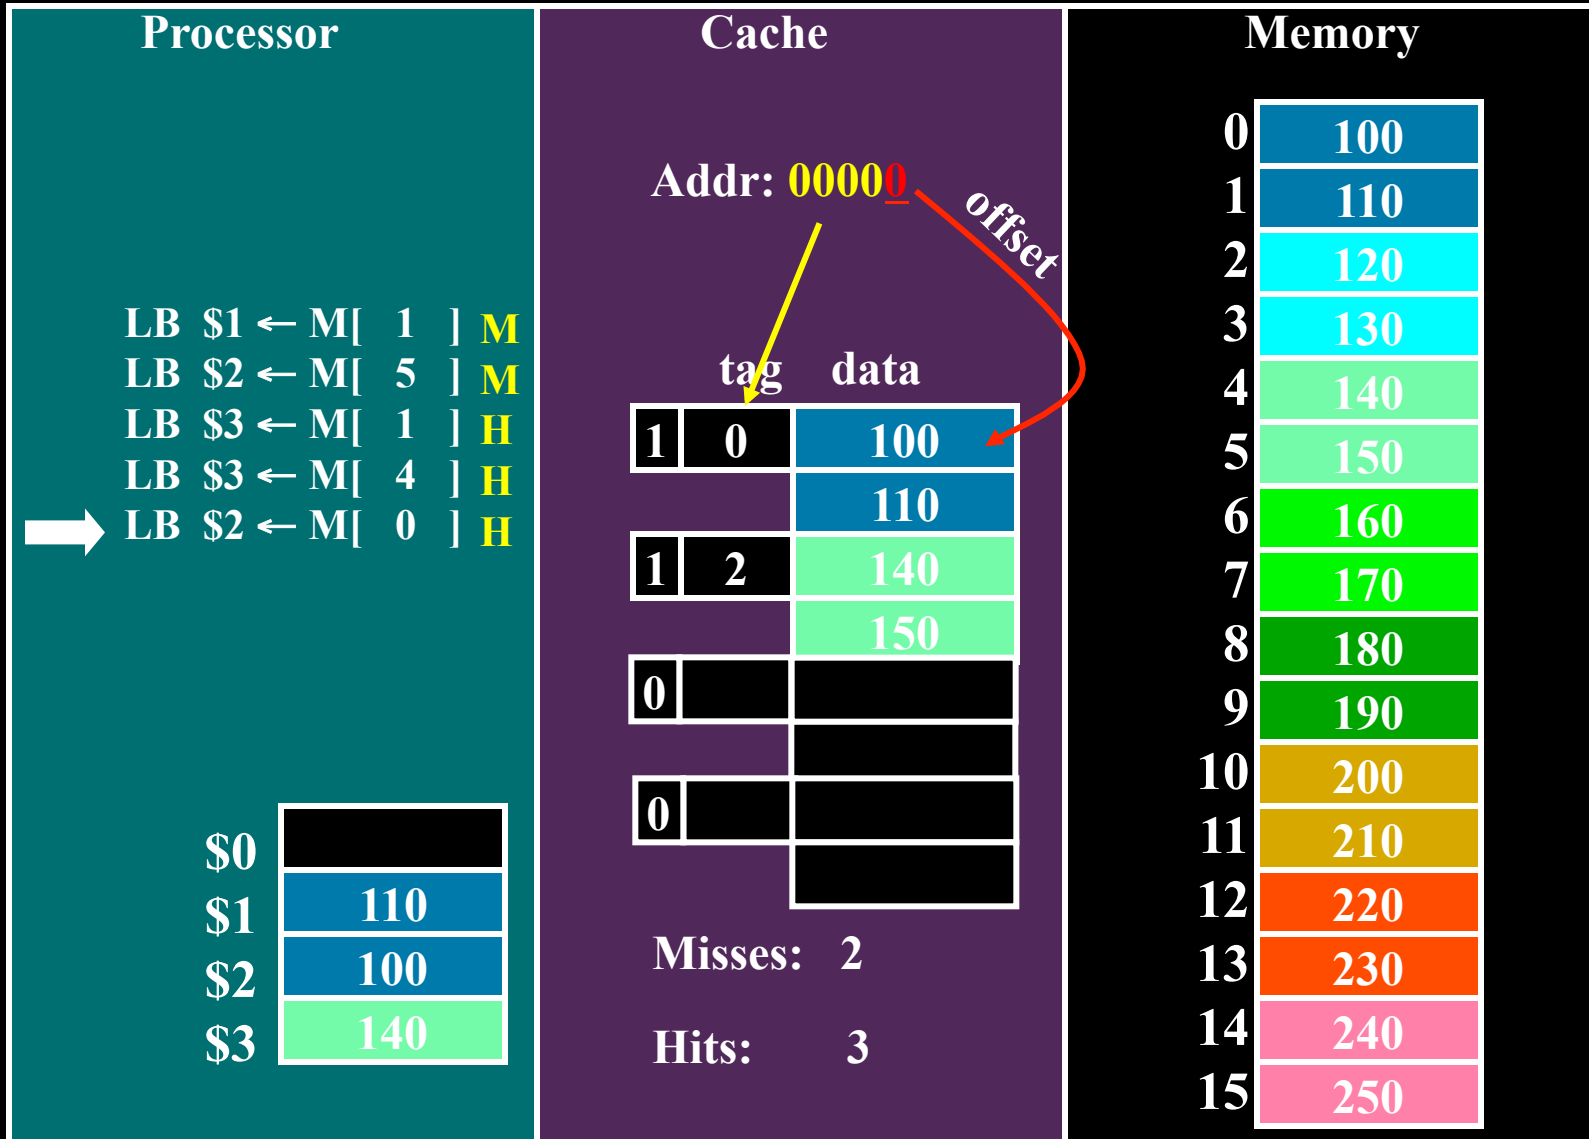 Processor
LB $1 ← M[ 1 ] M
LB $2 ← M[ 5 ] M
LB $3 ← M[ 1 ] H
LB $3 ← M[ 4 ] H
LB $2 ← M[ 0 ] H
$0
$1 110
$2 100
$3 140
Cache
Addr: 00000
offset
tag data
1 0 100
110
1 2 140
150
0
0
Misses: 2
Hits: 3
Memory
0 100
1 110
2 120
3 130
4 140
5 150
6 160
7 170
8 180
9 190
10 200
11 210
12 220
13 230
14 240
15 250